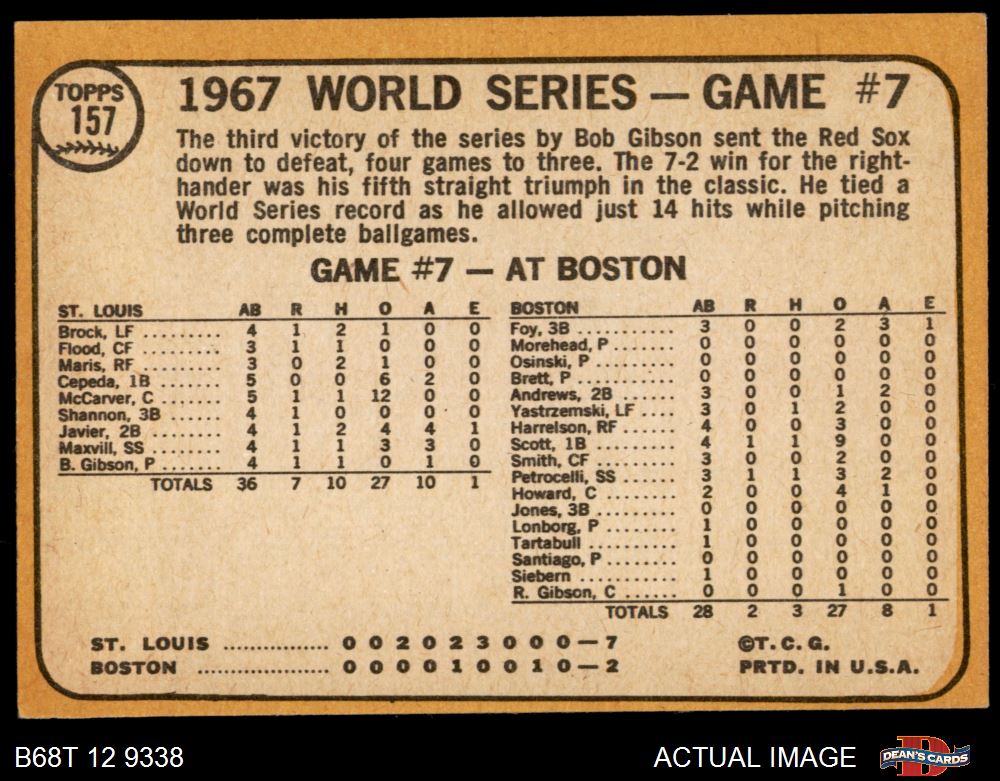 TOPPS
157
1967 WORLD SERIES — GAME #7
The third victory of the series by Bob Gibson sent the Red Sox
down to defeat, four games to three. The 7-2 win for the right-
hander was his fifth straight triumph in the classic. He tied a
World Series record as he allowed just 14 hits while pitching
three complete ballgames.
GAME #7 — AT BOSTON
ST. LOUIS AB R H O A E
Brock, LF .......... 4 1 2 1 0 0
Flood, CF ......... 3 1 1 0 0 0
Maris, RF .......... 3 0 2 1 0 0
Cepeda, 1B ....... 5 0 0 6 2 0
McCarver, C ...... 5 1 1 12 0 0
Shannon, 3B ...... 4 1 0 0 0 0
Javier, 2B ......... 4 1 2 4 4 1
Maxvill, SS ........ 4 1 1 3 3 0
B. Gibson, P ....... 4 1 1 0 1 0
TOTALS 36 7 10 27 10 1
BOSTON AB R H O A E
Foy, 3B ............ 3 0 0 2 3 1
Morehead, P ....... 0 0 0 0 0 0
Osinski, P .......... 0 0 0 0 0 0
Brett, P ............. 0 0 0 0 0 0
Andrews, 2B ....... 3 0 0 1 2 0
Yastrzemski, LF .... 3 0 1 2 0 0
Harrelson, RF ...... 4 0 0 3 0 0
Scott, 1B ........... 4 1 1 9 0 0
Smith, CF .......... 3 0 0 2 0 0
Petrocelli, SS ...... 3 1 1 3 2 0
Howard, C ......... 2 0 0 4 1 0
Jones, 3B .......... 0 0 0 0 0 0
Lonborg, P ......... 1 0 0 0 0 0
Tartabull ........... 1 0 0 0 0 0
Santiago, P ........ 0 0 0 0 0 0
Siebern ............ 1 0 0 0 0 0
R. Gibson, C ...... 0 0 0 1 0 0
TOTALS 28 2 3 27 8 1
ST. LOUIS ............... 0 0 2 0 2 3 0 0 0—7
BOSTON .................. 0 0 0 0 1 0 0 1 0—2
©T. C. G.
PRTD. IN U.S.A.
B68T 12 9338
ACTUAL IMAGE
D
DEAN'S CARDS